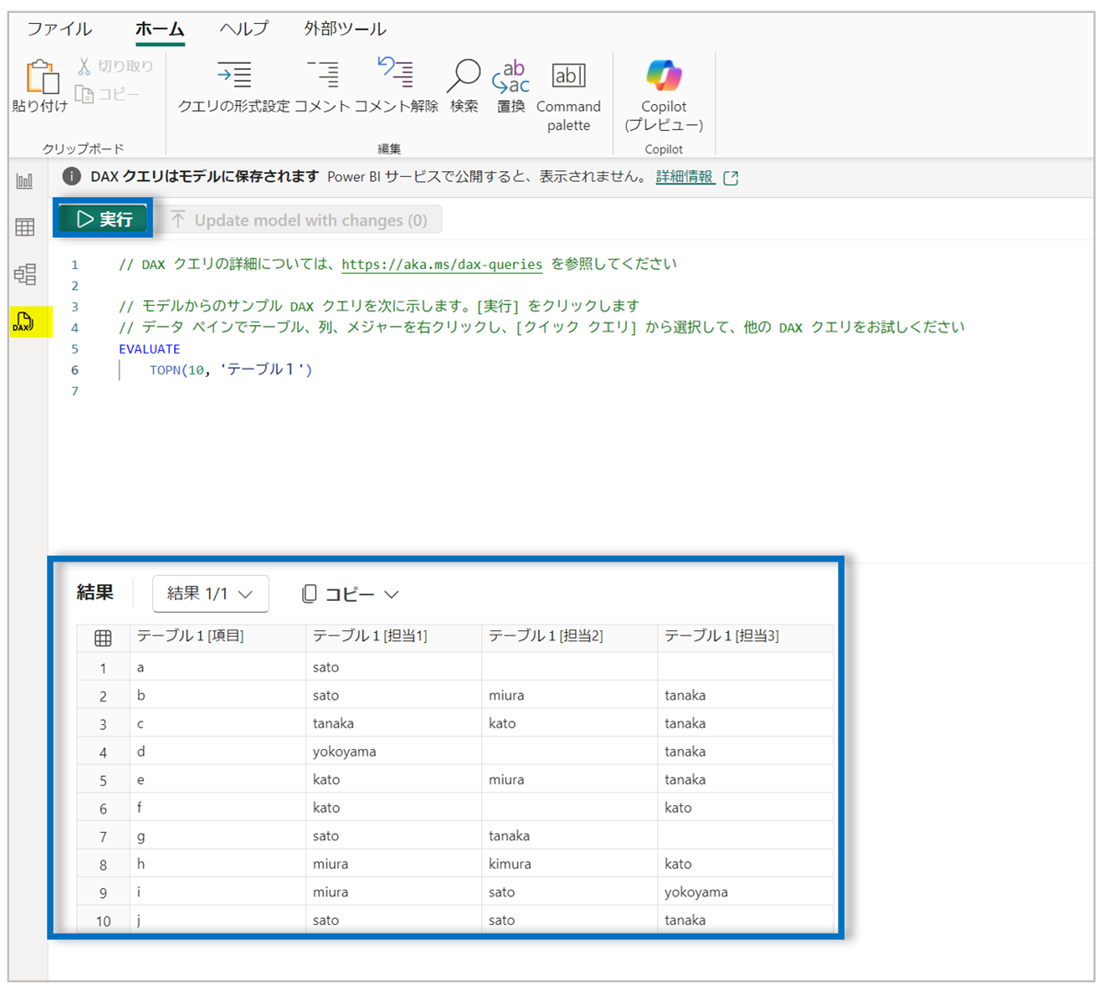 ファイル ホーム ヘルプ 外部ツール
貼り付け 切り取り コピー
クエリの形式設定 コメント コメント解除 検索 置換 Command palette
Copilot (プレビュー)
クリップボード 編集 Copilot
DAX クエリはモデルに保存されます Power BI サービスで公開すると、表示されません。 詳細情報
実行 Update model with changes (0)
DAX
1 // DAX クエリの詳細については、https://aka.ms/dax-queries を参照してください
2
3 // モデルからのサンプル DAX クエリを次に示します。[実行] をクリックします
4 // データ ペインでテーブル、列、メジャーを右クリックし、[クイック クエリ] から選択して、他の DAX クエリをお試しください
5 EVALUATE
6 TOPN(10, 'テーブル１')
7
結果 結果 1/1 コピー
テーブル１[項目] テーブル１[担当1] テーブル１[担当2] テーブル１[担当3]
1 a sato
2 b sato miura tanaka
3 c tanaka kato tanaka
4 d yokoyama tanaka
5 e kato miura tanaka
6 f kato kato
7 g sato tanaka
8 h miura kimura kato
9 i miura sato yokoyama
10 j sato sato tanaka